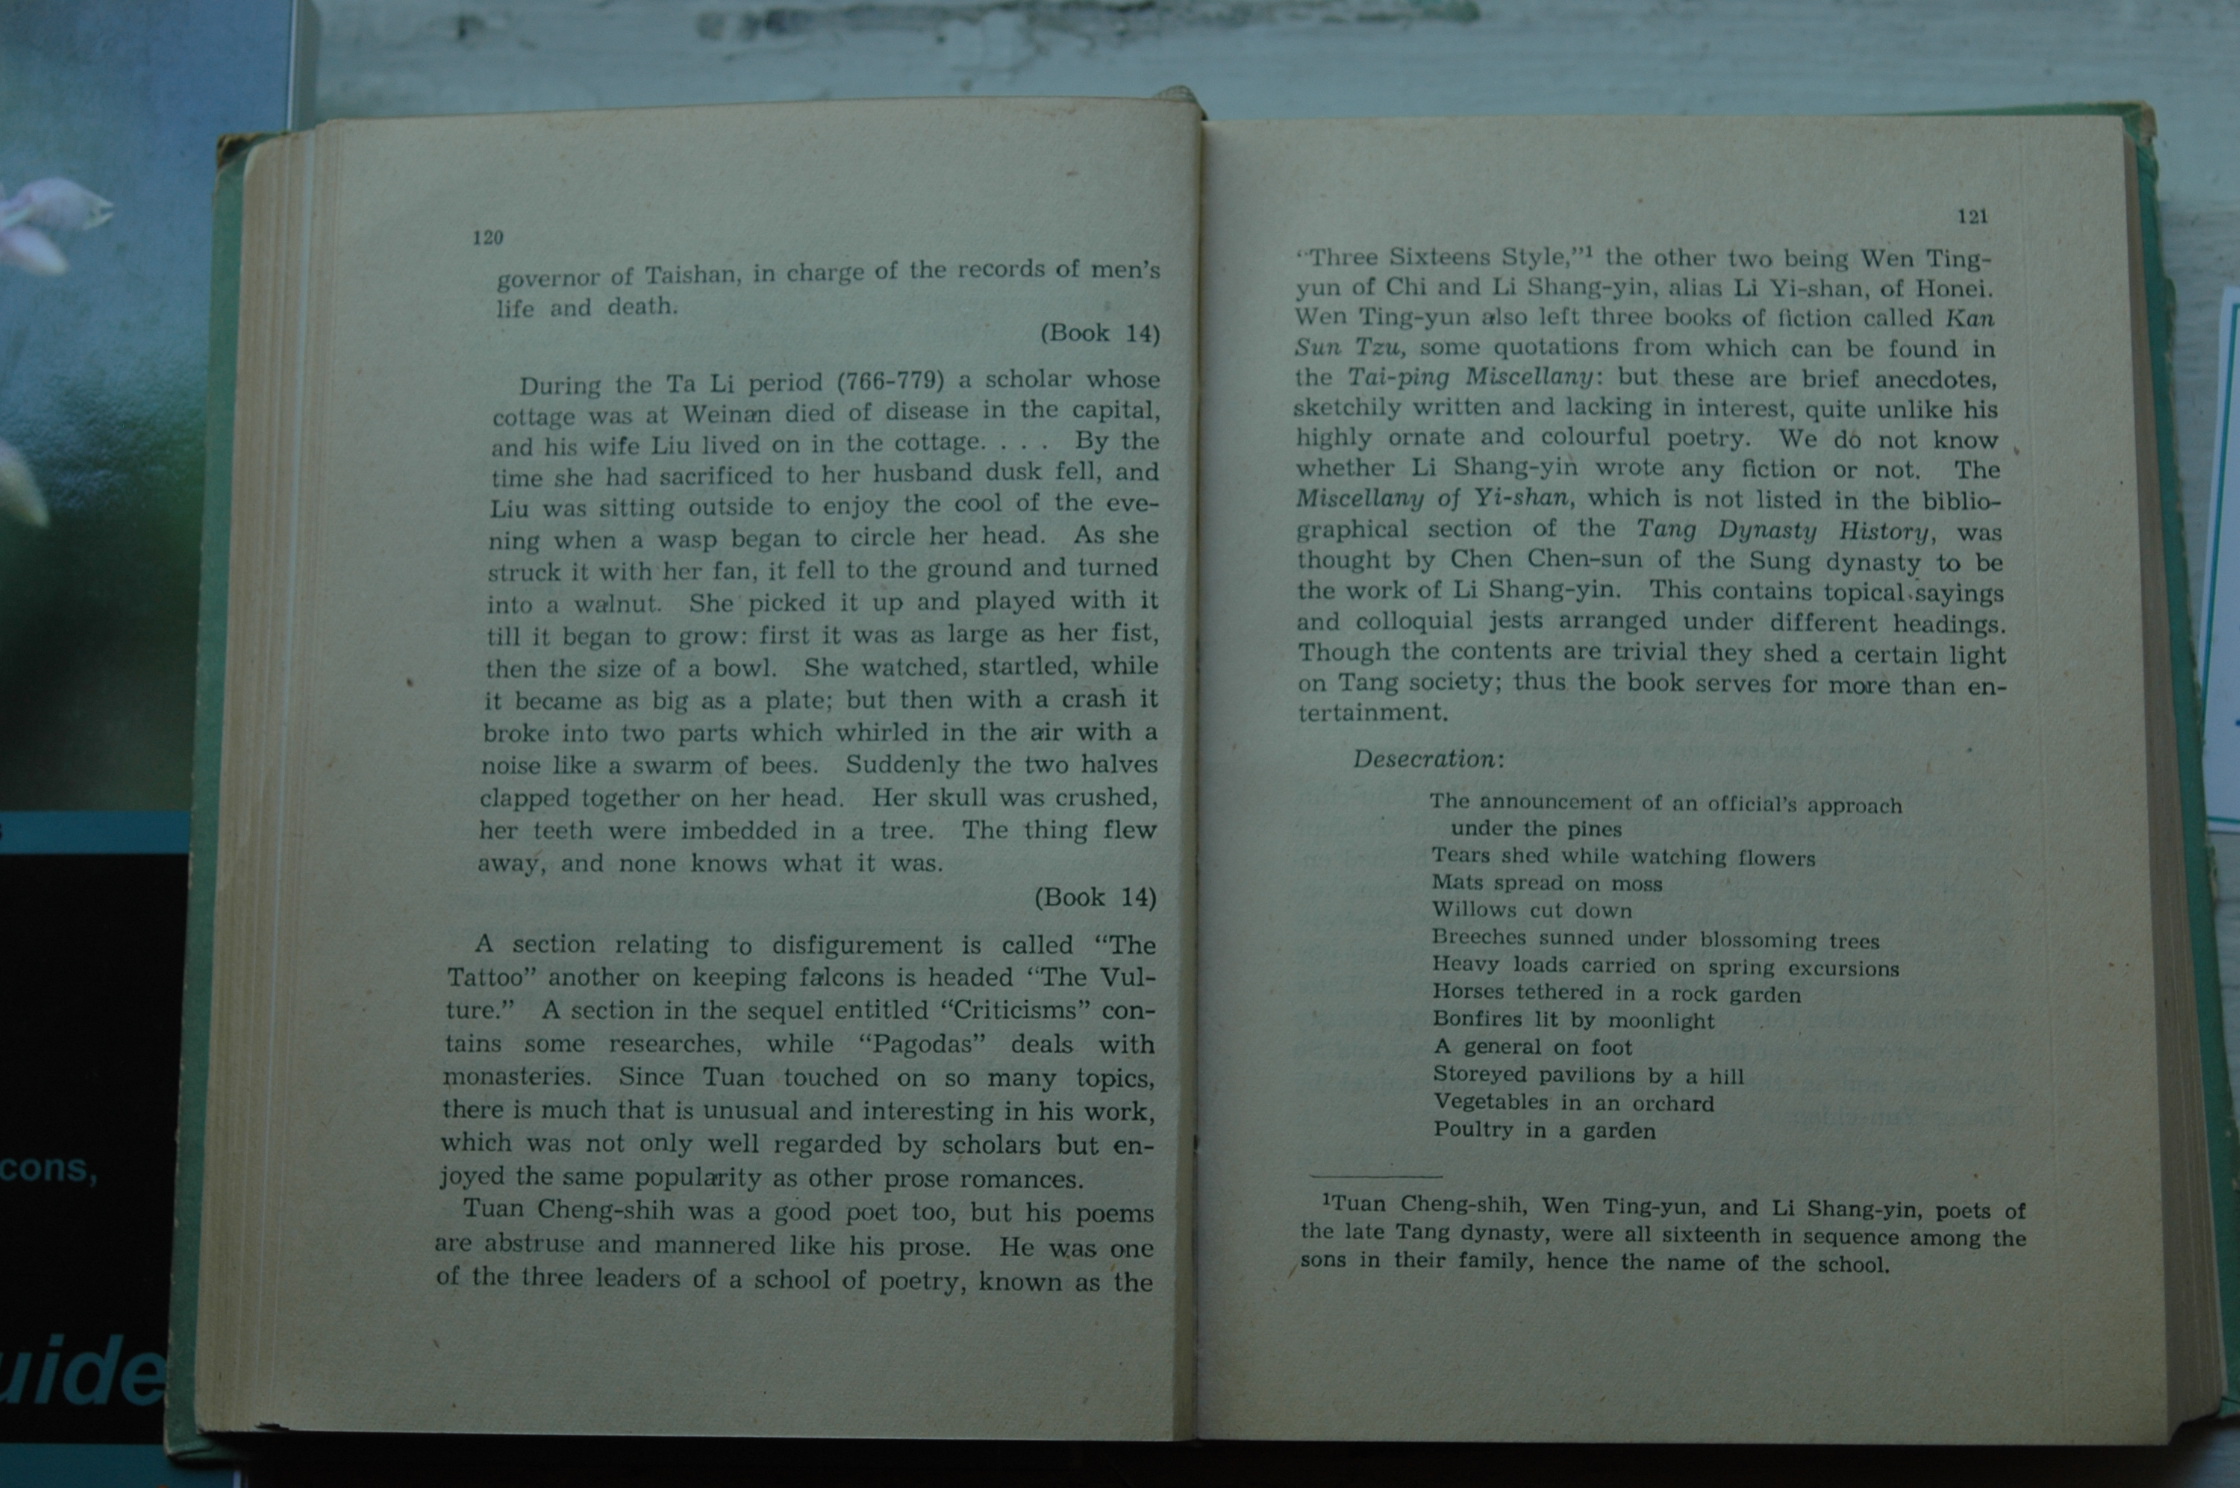 120
governor of Taishan, in charge of the records of men's
life and death.
(Book 14)
During the Ta Li period (766-779) a scholar whose
cottage was at Weinan died of disease in the capital,
and his wife Liu lived on in the cottage. . . . By the
time she had sacrificed to her husband dusk fell, and
Liu was sitting outside to enjoy the cool of the eve-
ning when a wasp began to circle her head. As she
struck it with her fan, it fell to the ground and turned
into a walnut. She picked it up and played with it
till it began to grow: first it was as large as her fist,
then the size of a bowl. She watched, startled, while
it became as big as a plate; but then with a crash it
broke into two parts which whirled in the air with a
noise like a swarm of bees. Suddenly the two halves
clapped together on her head. Her skull was crushed,
her teeth were imbedded in a tree. The thing flew
away, and none knows what it was.
(Book 14)
A section relating to disfigurement is called “The
Tattoo” another on keeping falcons is headed “The Vul-
ture.” A section in the sequel entitled “Criticisms” con-
tains some researches, while “Pagodas” deals with
monasteries. Since Tuan touched on so many topics,
there is much that is unusual and interesting in his work,
which was not only well regarded by scholars but en-
joyed the same popularity as other prose romances.
Tuan Cheng-shih was a good poet too, but his poems
are abstruse and mannered like his prose. He was one
of the three leaders of a school of poetry, known as the
121
“Three Sixteens Style,”¹ the other two being Wen Ting-
yun of Chi and Li Shang-yin, alias Li Yi-shan, of Honei.
Wen Ting-yun also left three books of fiction called Kan
Sun Tzu, some quotations from which can be found in
the Tai-ping Miscellany: but these are brief anecdotes,
sketchily written and lacking in interest, quite unlike his
highly ornate and colourful poetry. We do not know
whether Li Shang-yin wrote any fiction or not. The
Miscellany of Yi-shan, which is not listed in the biblio-
graphical section of the Tang Dynasty History, was
thought by Chen Chen-sun of the Sung dynasty to be
the work of Li Shang-yin. This contains topical sayings
and colloquial jests arranged under different headings.
Though the contents are trivial they shed a certain light
on Tang society; thus the book serves for more than en-
tertainment.
Desecration:
The announcement of an official's approach
under the pines
Tears shed while watching flowers
Mats spread on moss
Willows cut down
Breeches sunned under blossoming trees
Heavy loads carried on spring excursions
Horses tethered in a rock garden
Bonfires lit by moonlight
A general on foot
Storeyed pavilions by a hill
Vegetables in an orchard
Poultry in a garden
¹Tuan Cheng-shih, Wen Ting-yun, and Li Shang-yin, poets of
the late Tang dynasty, were all sixteenth in sequence among the
sons in their family, hence the name of the school.
cons,
uide